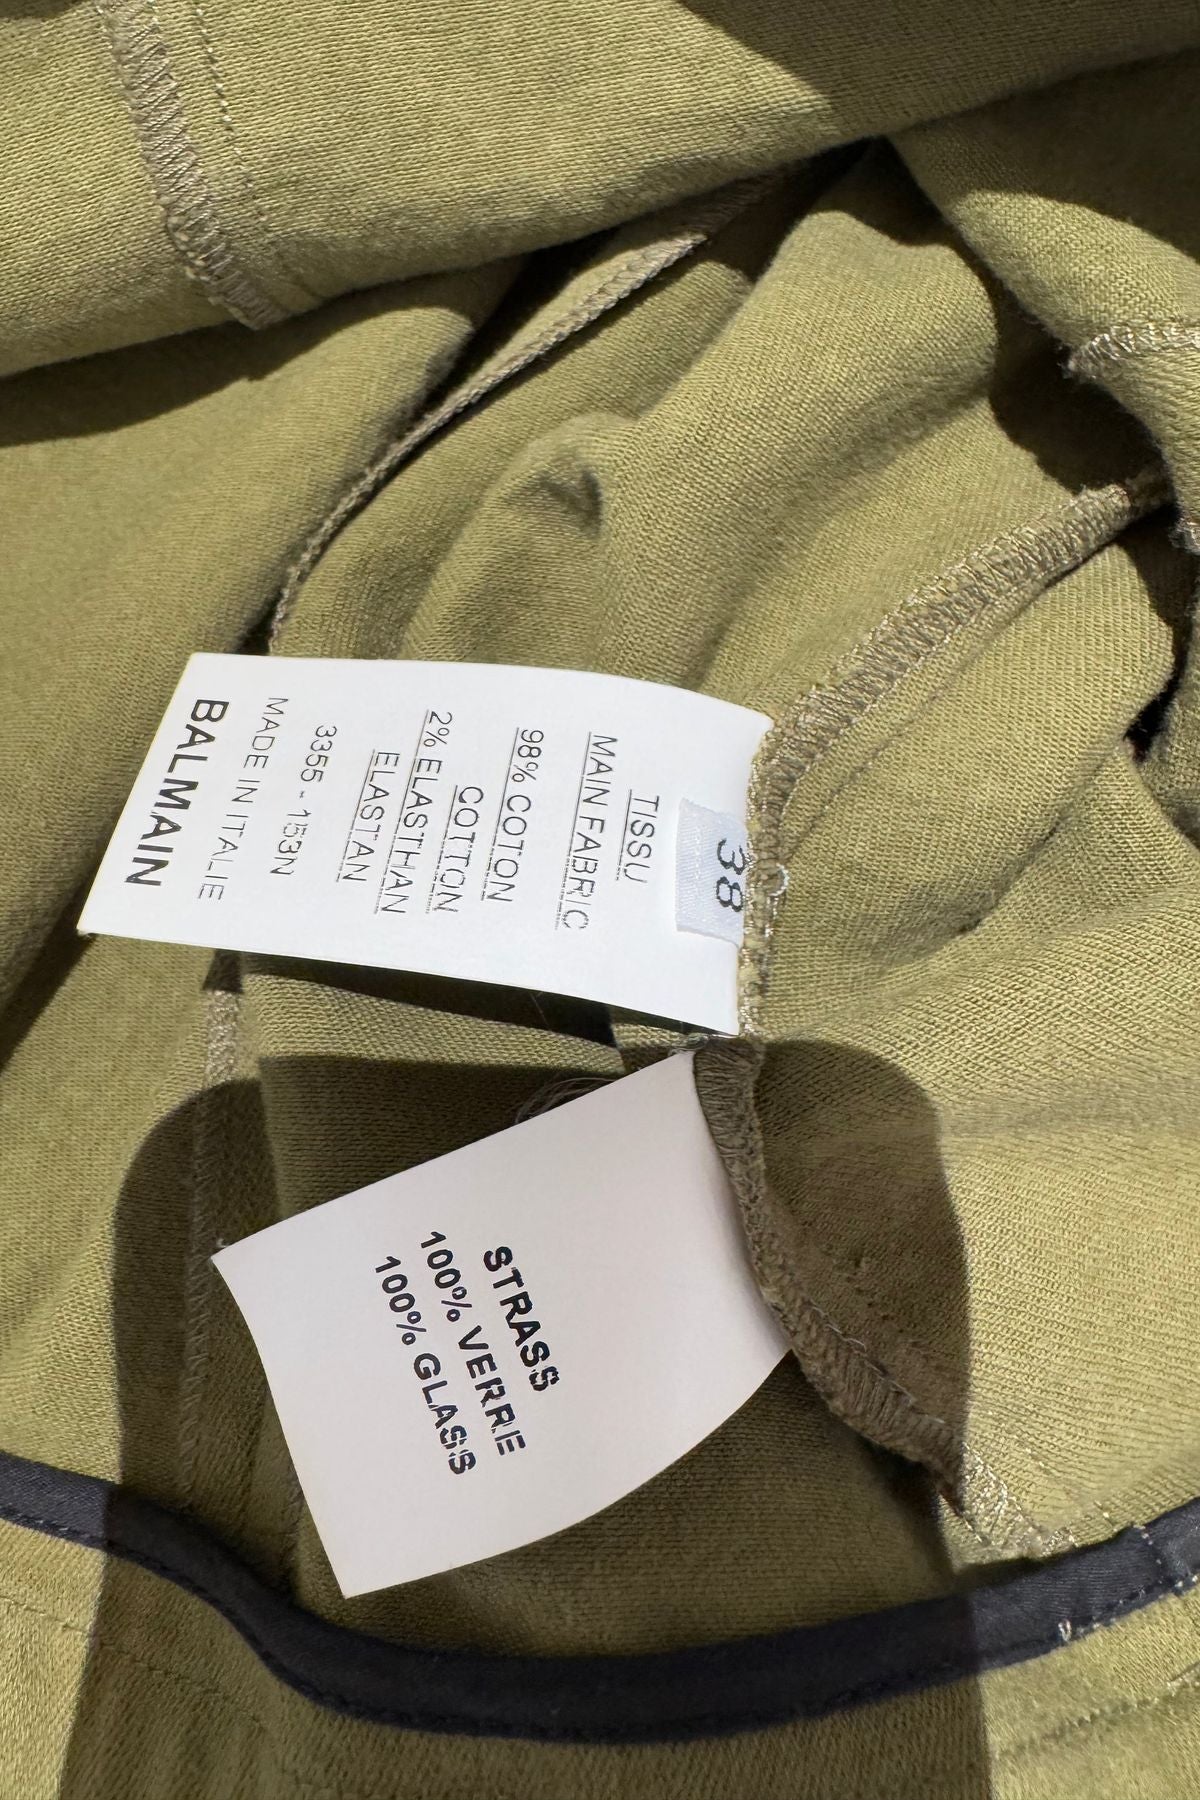 38
TISSU
MAIN FABRIC
98% COTON
COTTON
2% ELASTHAN
ELASTAN
3355 - 153N
MADE IN ITALIE
BALMAIN
STRASS
100% VERRE
100% GLASS